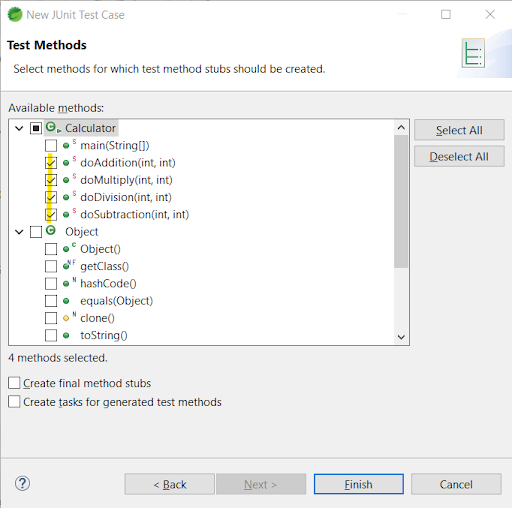 New JUnit Test Case
Test Methods
Select methods for which test method stubs should be created.
Available methods:
Calculator
S main(String[])
S doAddition(int, int)
S doMultiply(int, int)
S doDivision(int, int)
S doSubtraction(int, int)
Object
C Object()
NF getClass()
N hashCode()
equals(Object)
N clone()
toString()
Select All
Deselect All
4 methods selected.
Create final method stubs
Create tasks for generated test methods
?
< Back
Next >
Finish
Cancel